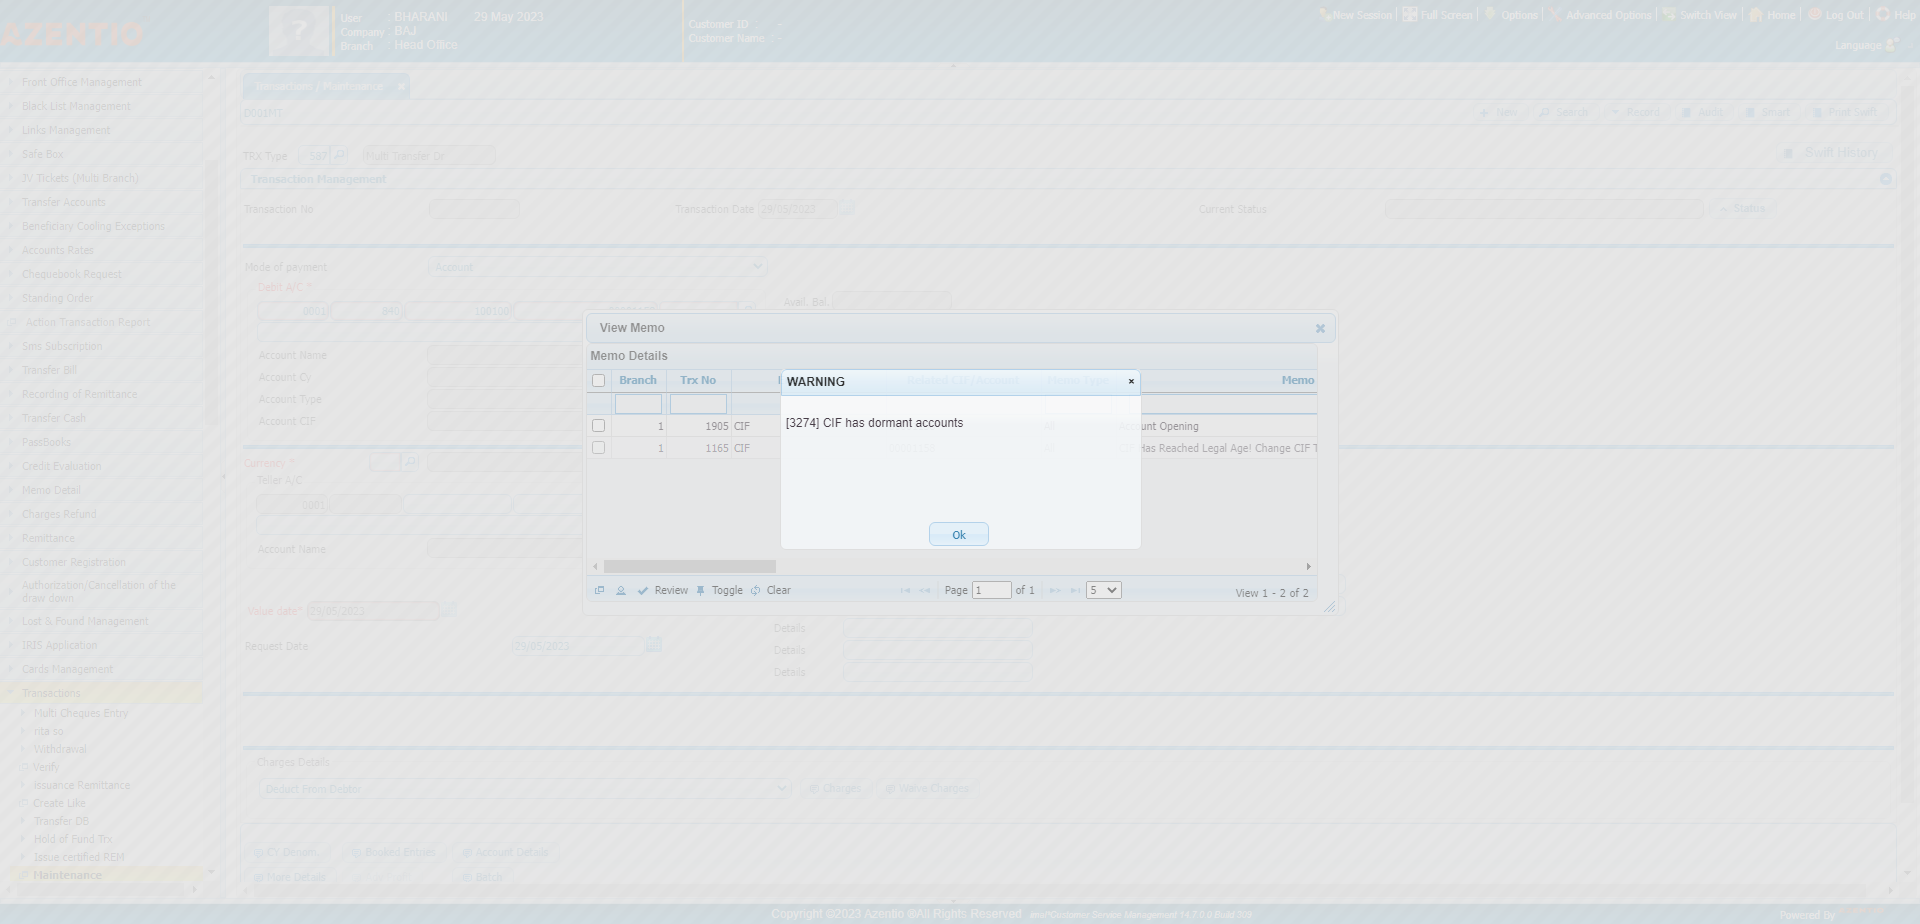 AZENTIO
User BHARANI 29 May 2023
Company BAJ
Branch Head Office
Customer ID -
Customer Name -
New Session Full Screen Options Advanced Options Switch View Home Log Out Help
Language
Front Office Management
Black List Management
Links Management
Safe Box
JV Tickets (Multi Branch)
Transfer Accounts
Beneficiary Cooling Exceptions
Accounts Rates
Chequebook Request
Standing Order
Action Transaction Report
Sms Subscription
Transfer Bill
Recording of Remittance
Transfer Cash
PassBooks
Credit Evaluation
Memo Detail
Charges Refund
Remittance
Customer Registration
Authorization/Cancellation of the
draw down
Lost & Found Management
IRIS Application
Cards Management
Transactions
Multi Cheques Entry
rita so
Withdrawal
Verify
issuance Remittance
Create Like
Transfer DB
Hold of Fund Trx
Issue certified REM
Maintenance
Transactions / Maintenance
D001MT
New Search Record Audit Smart Print Swift
TRX Type 587 Multi Transfer Dr
Swift History
Transaction Management
Transaction No Transaction Date 29/05/2023 Current Status Status
Mode of payment Account
Debit A/C *
0001 840 100100
Avail. Bal.
Account Name
Account Cy
Account Type
Account CIF
Currency *
Teller A/C
0001
Account Name
Value date* 29/05/2023
Request Date 29/05/2023
Details
Details
Details
Charges Details
Deduct From Debtor Charges Waive Charges
CY Denom. Booked Entries Account Details
More Details Batch
View Memo
Memo Details
Branch Trx No Related CIF/Account Memo Type Memo
1 1905 CIF Account Opening
1 1165 CIF CIF Has Reached Legal Age! Change CIF T
Review Toggle Clear Page 1 of 1 5 View 1 - 2 of 2
WARNING
[3274] CIF has dormant accounts
Ok
Copyright ©2023 Azentio ®All Rights Reserved imal*Customer Service Management 14.7.0.0 Build 009.
Powered By